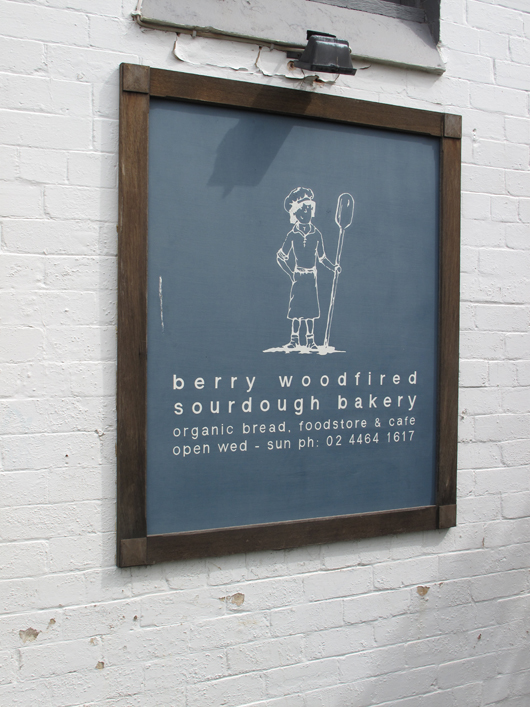 berry woodfired
sourdough bakery
organic bread, foodstore & cafe
open wed - sun ph: 02 4464 1617